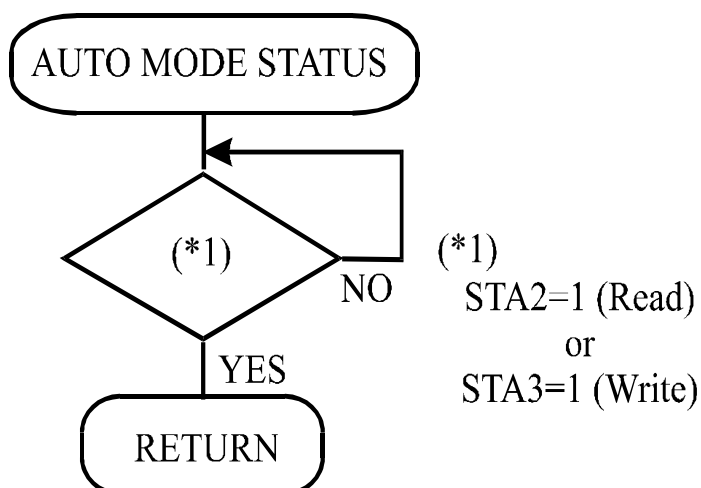 AUTO MODE STATUS
(*1)
NO
YES
RETURN
(*1)
STA2=1 (Read)
or
STA3=1 (Write)